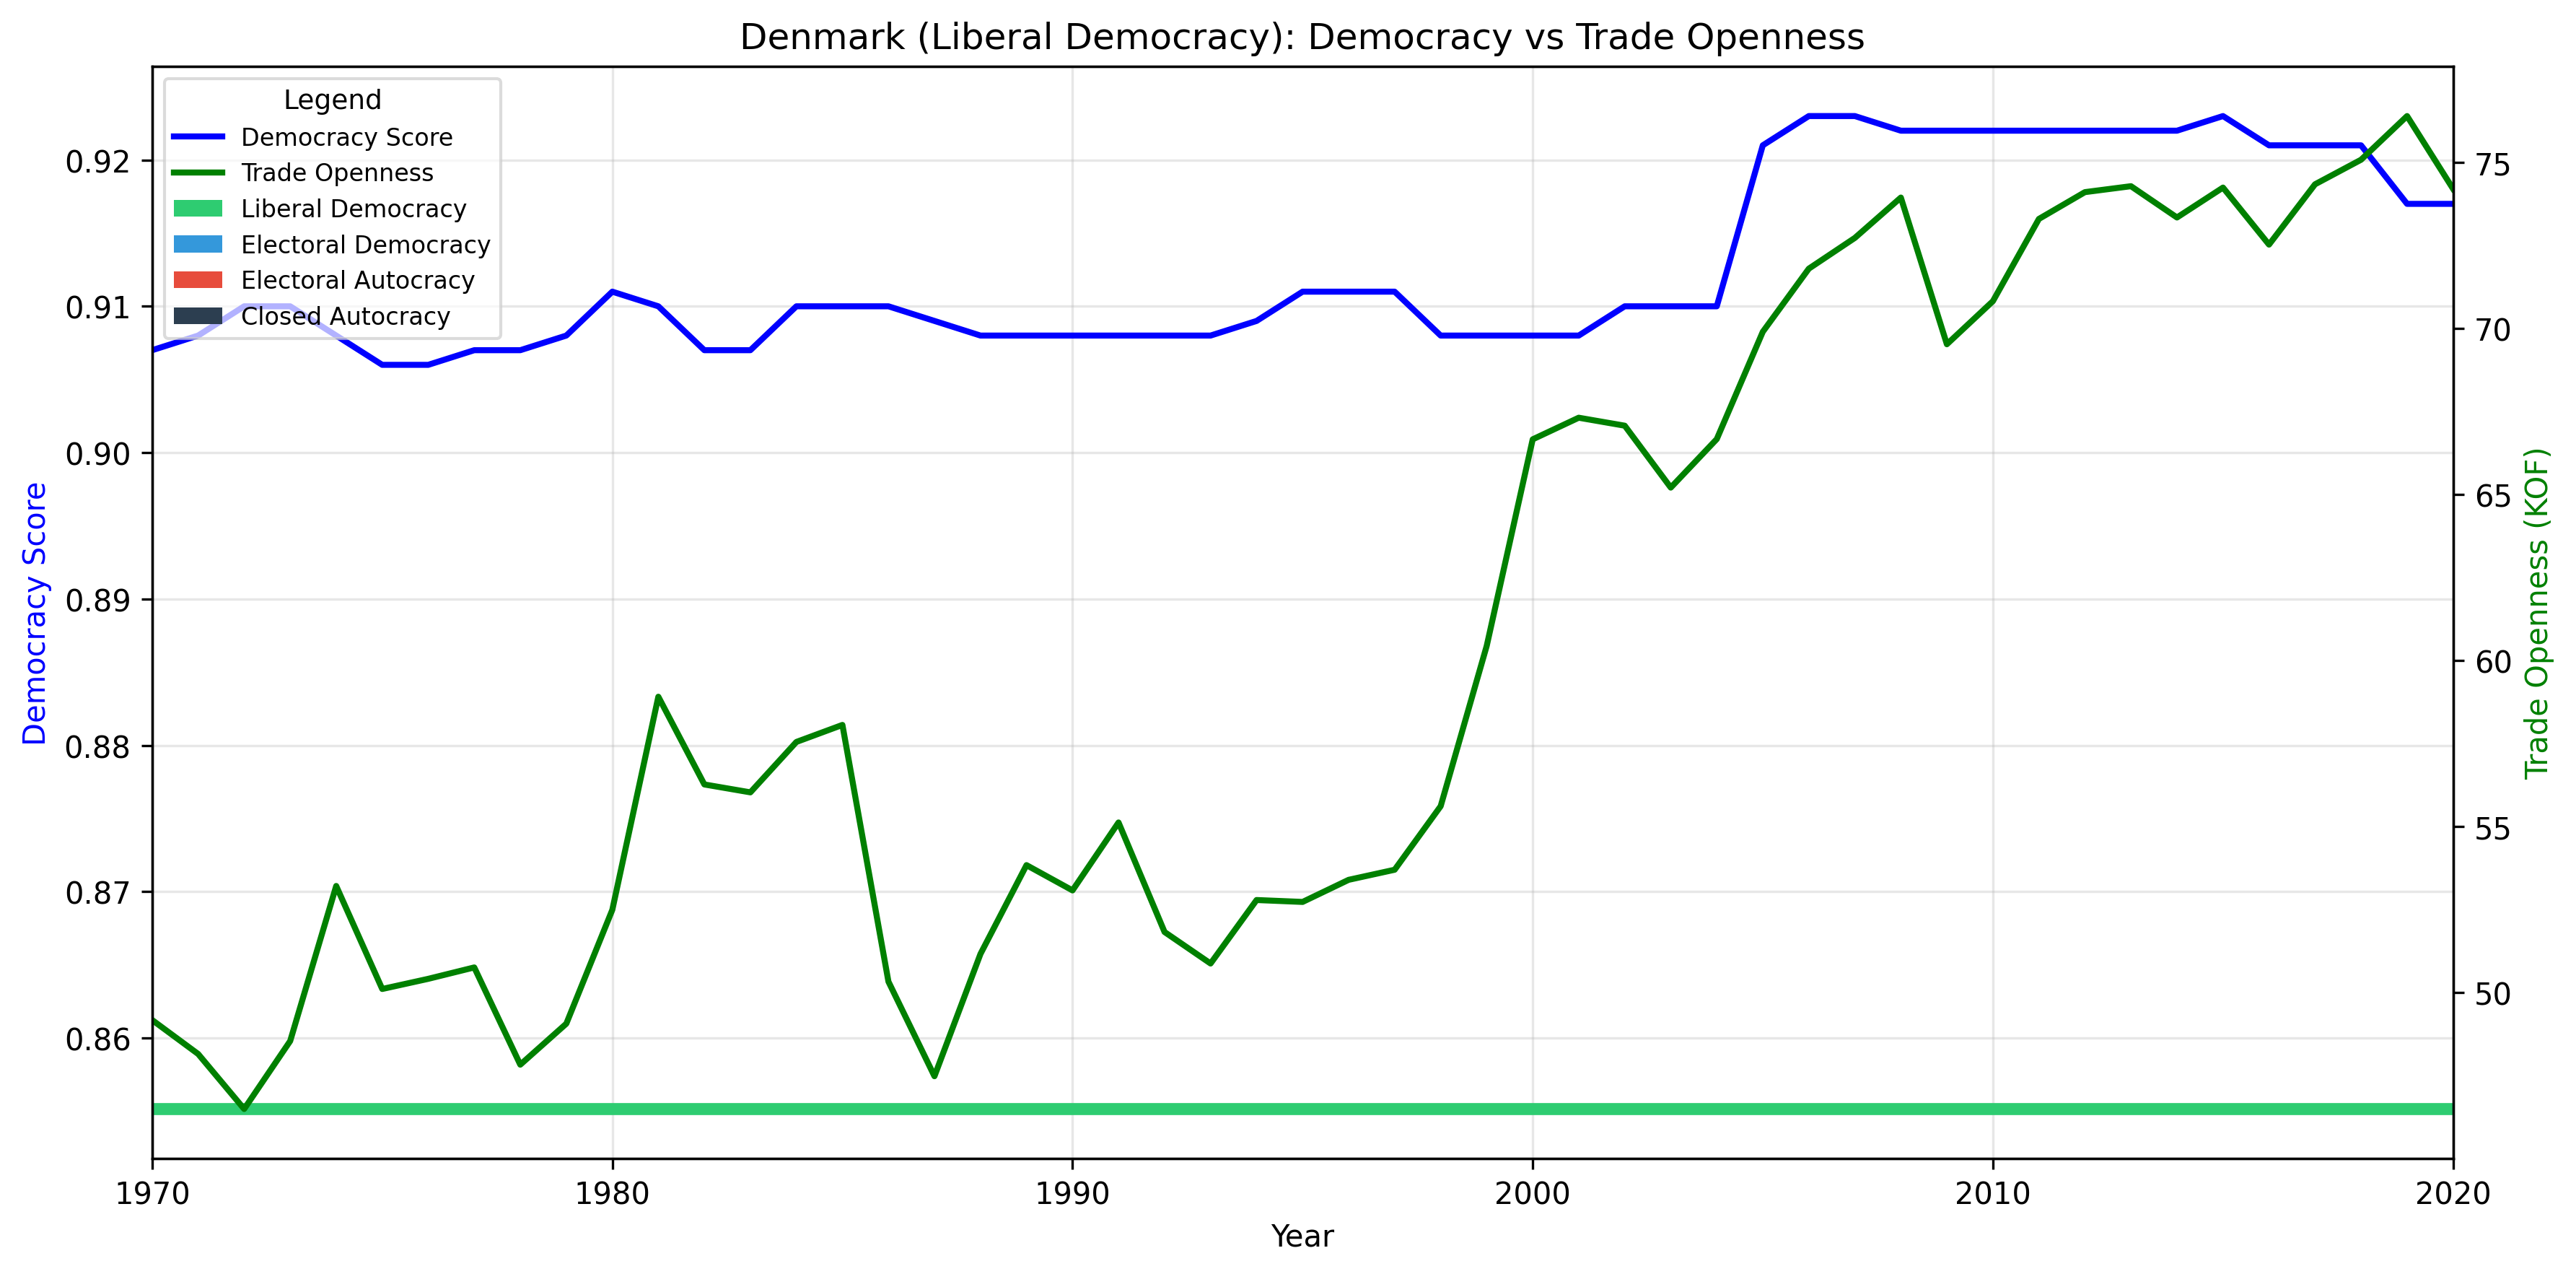 Denmark (Liberal Democracy): Democracy vs Trade Openness
Legend
Democracy Score
Trade Openness
Liberal Democracy
Electoral Democracy
Electoral Autocracy
Closed Autocracy
Democracy Score
0.92
0.91
0.90
0.89
0.88
0.87
0.86
75
70
65
60
55
50
Trade Openness (KOF)
1970
1980
1990
2000
2010
2020
Year